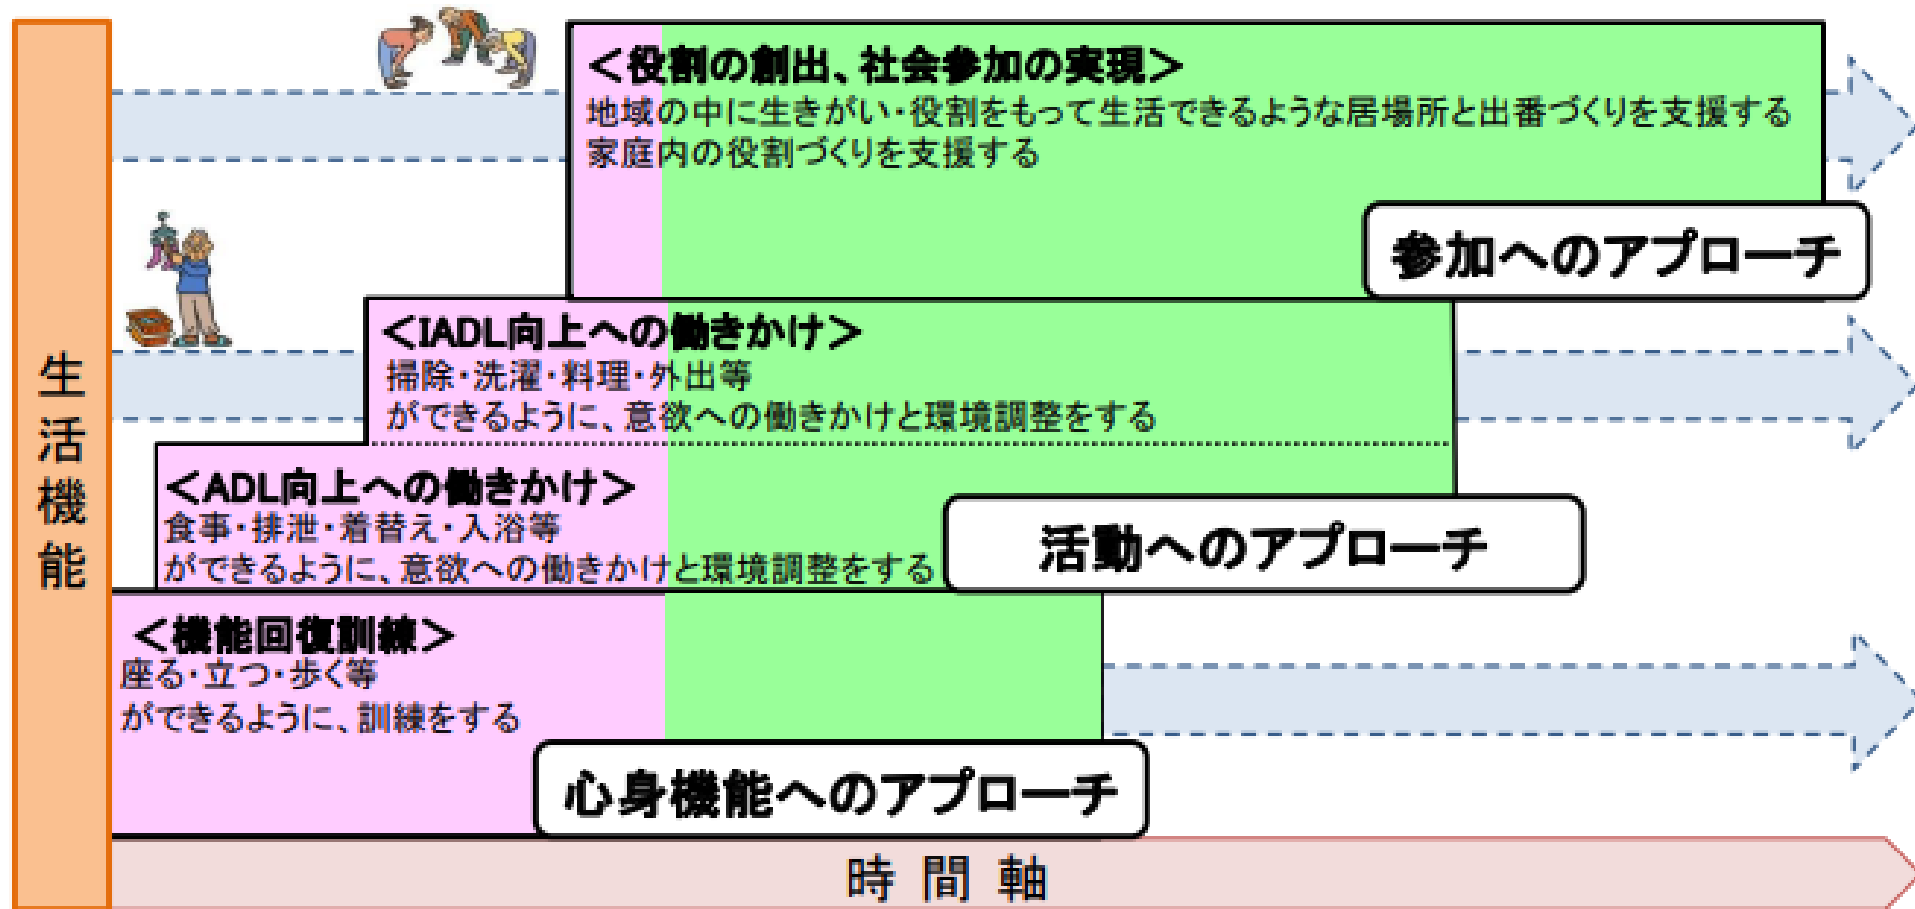 生活機能
＜役割の創出、社会参加の実現＞
地域の中に生きがい・役割をもって生活できるような居場所と出番づくりを支援する
家庭内の役割づくりを支援する
参加へのアプローチ
＜IADL向上への働きかけ＞
掃除・洗濯・料理・外出等
ができるように、意欲への働きかけと環境調整をする
＜ADL向上への働きかけ＞
食事・排泄・着替え・入浴等
ができるように、意欲への働きかけと環境調整をする
活動へのアプローチ
＜機能回復訓練＞
座る・立つ・歩く等
ができるように、訓練をする
心身機能へのアプローチ
時間軸